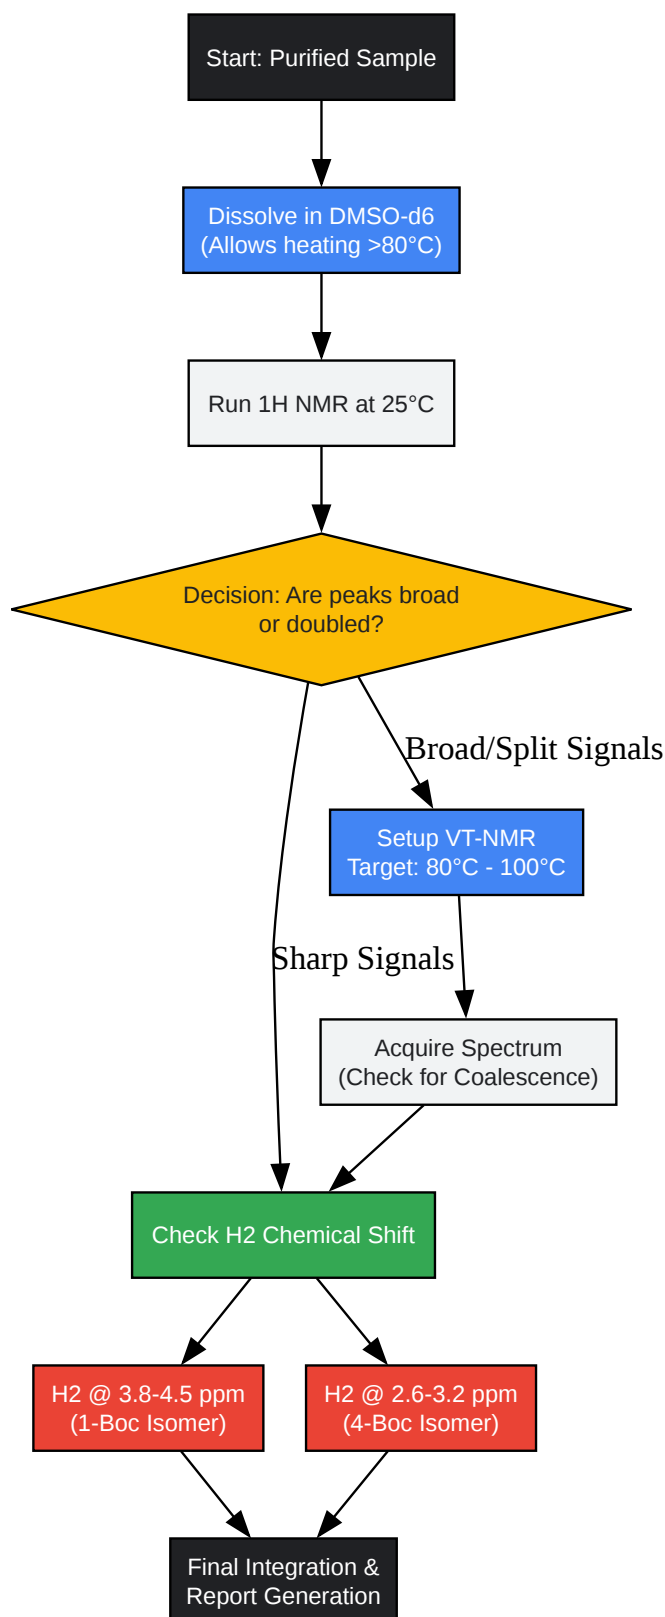 Start: Purified Sample
Dissolve in DMSO-d6
(Allows heating >80°C)
Run 1H NMR at 25°C
Decision: Are peaks broad
or doubled?
Broad/Split Signals
Setup VT-NMR
Target: 80°C - 100°C
Sharp Signals
Acquire Spectrum
(Check for Coalescence)
Check H2 Chemical Shift
H2 @ 3.8-4.5 ppm
(1-Boc Isomer)
H2 @ 2.6-3.2 ppm
(4-Boc Isomer)
Final Integration &
Report Generation